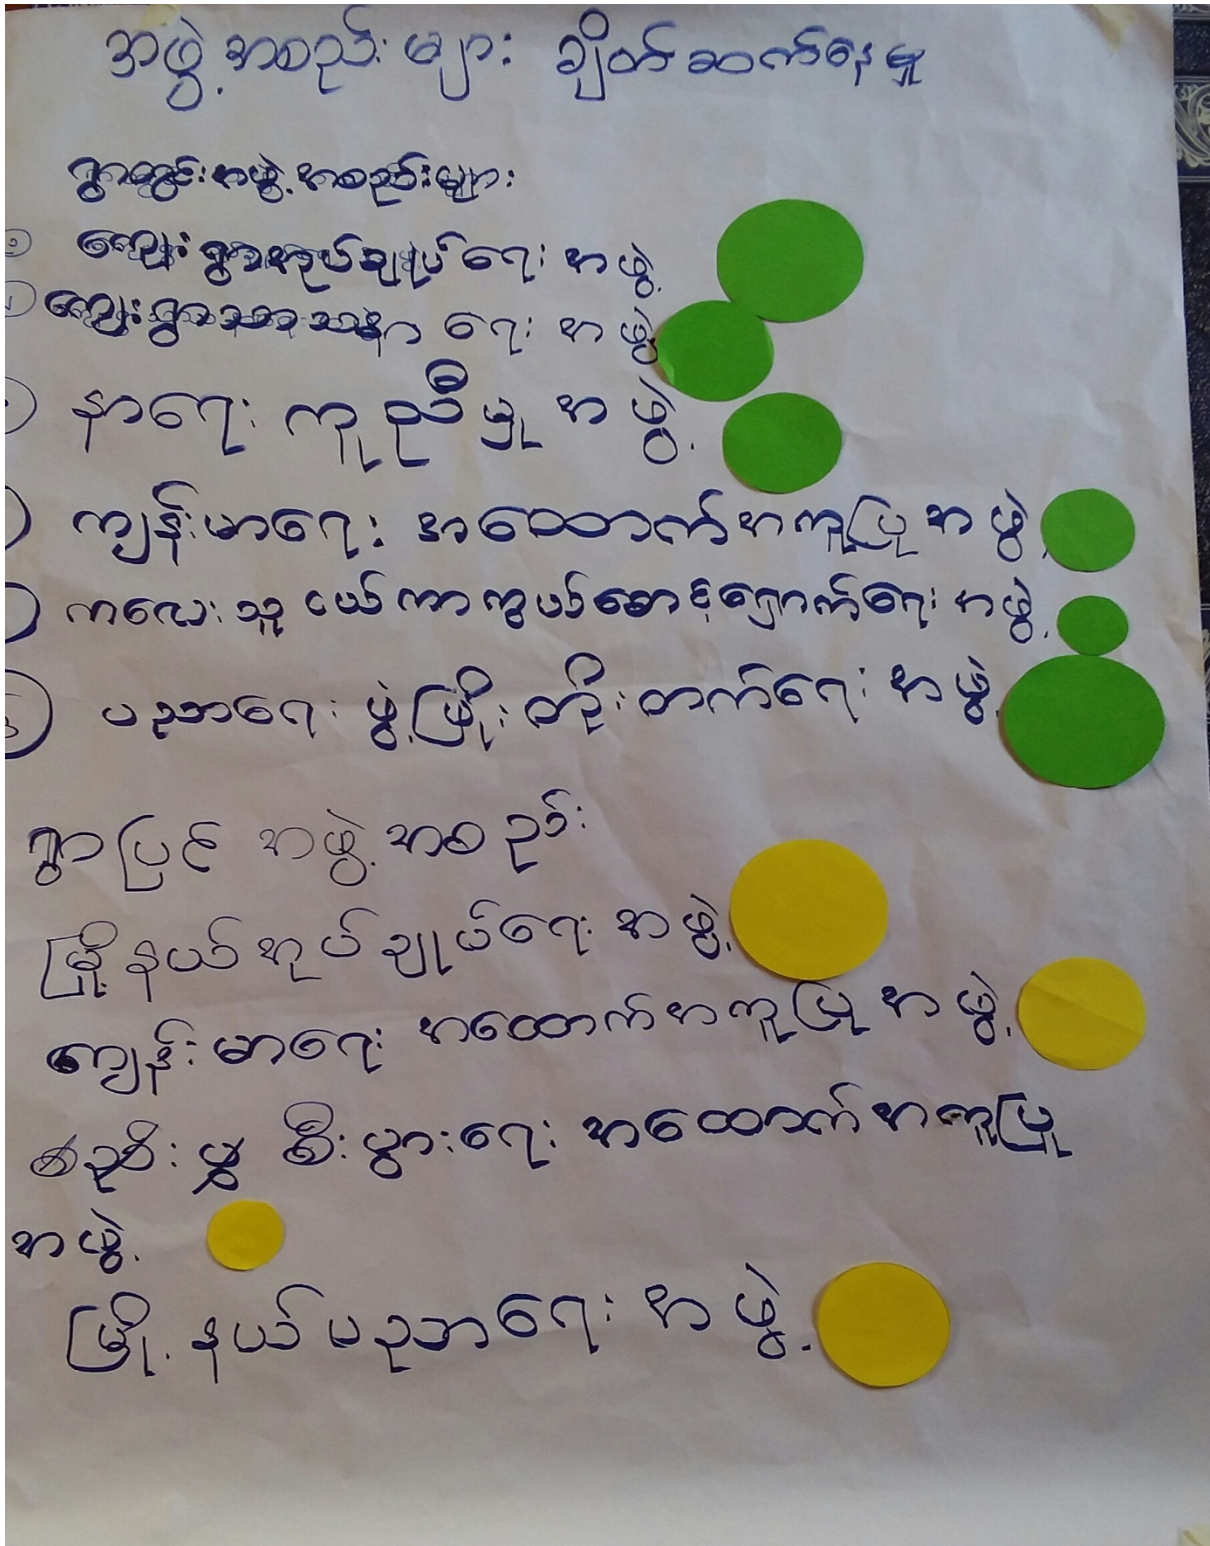 အဖွဲ့အစည်းများ ချိတ်ဆက်နေမှု
ရွာတွင်းအဖွဲ့အစည်းများ
ကျေးရွာအုပ်ချုပ်ရေးအဖွဲ့
ကျေးရွာသာသနာရေးအဖွဲ့
နာရေးကူညီမှုအဖွဲ့
ကျန်းမာရေးအထောက်အကူပြုအဖွဲ့
ကလေးသူငယ်ကာကွယ်စောင့်ရှောက်ရေးအဖွဲ့
ပညာရေးဖွံ့ဖြိုးတိုးတက်ရေးအဖွဲ့
ရွာပြင်အဖွဲ့အစည်း
မြို့နယ်အုပ်ချုပ်ရေးအဖွဲ့
ကျန်းမာရေးအထောက်အကူပြုအဖွဲ့
စီးပွားရေးအထောက်အကူပြု
အဖွဲ့
မြို့နယ်ပညာရေးအဖွဲ့